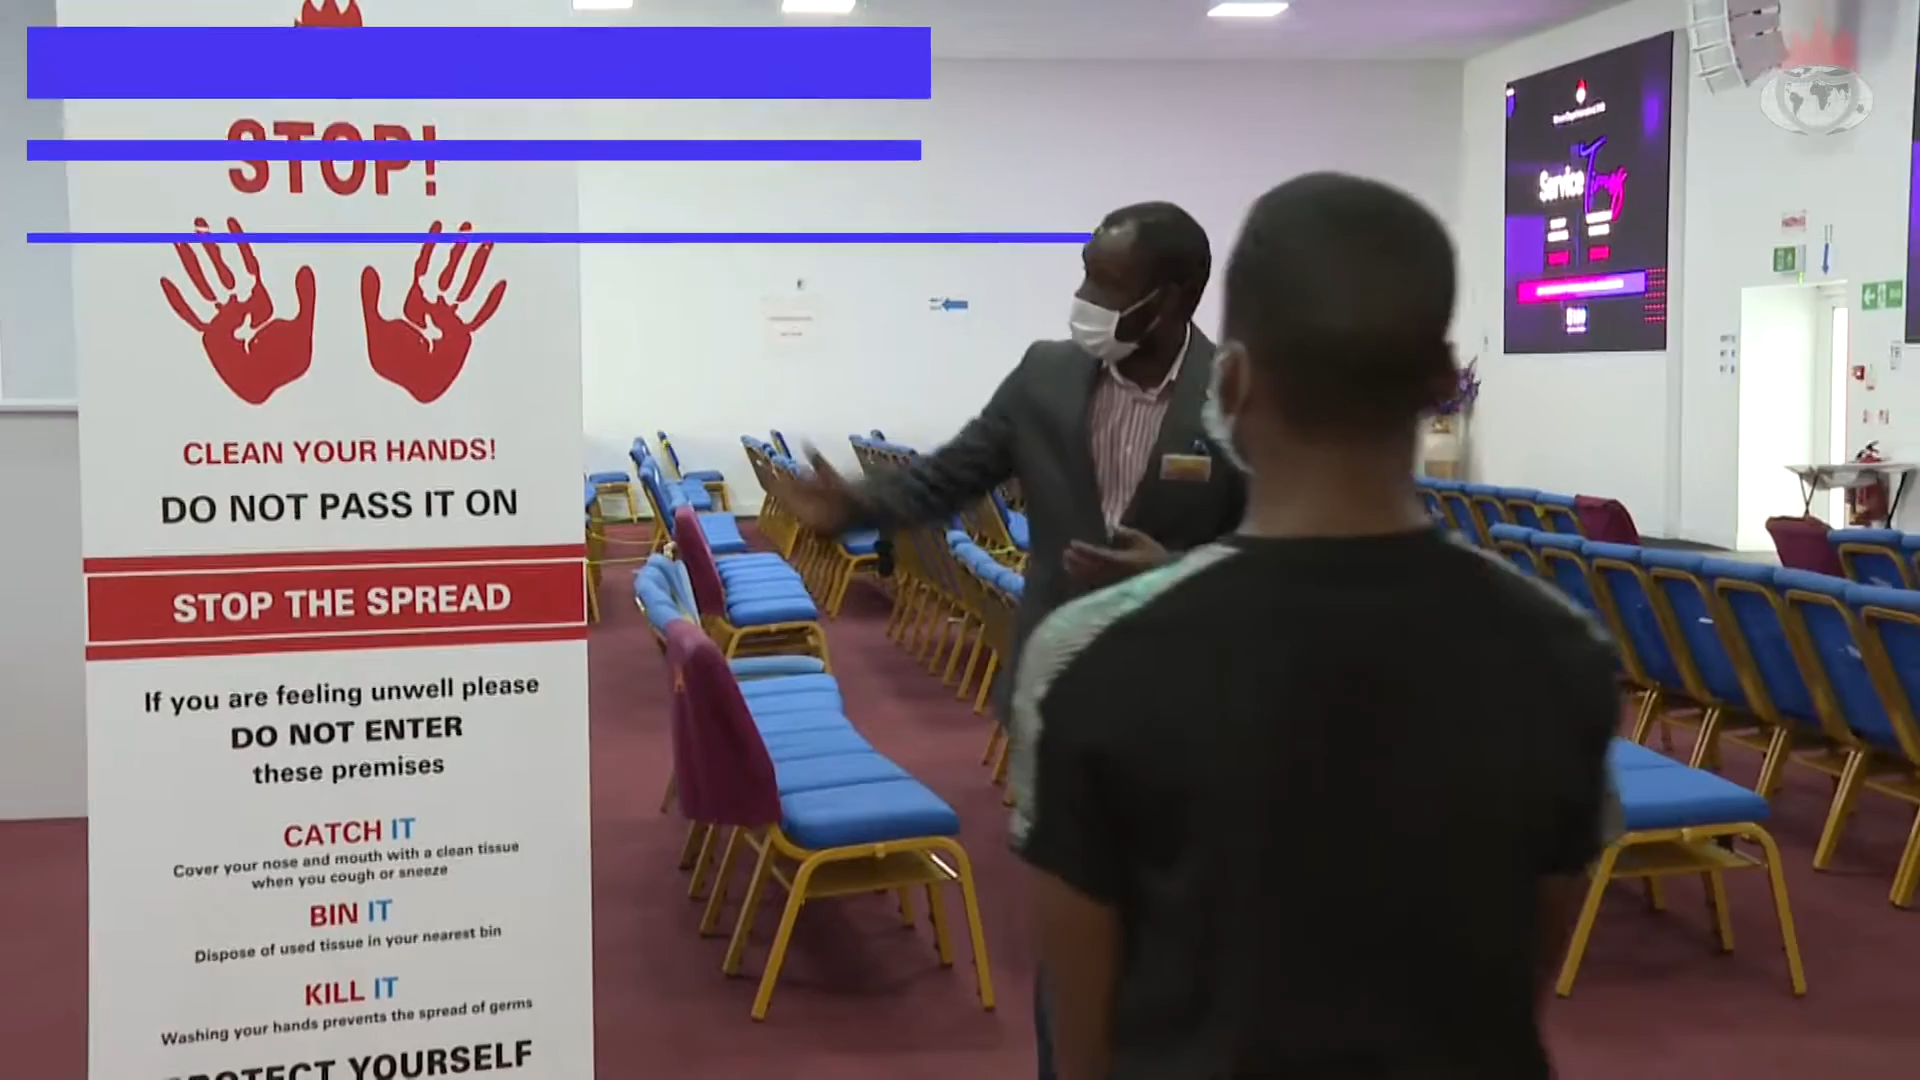 STOP!
CLEAN YOUR HANDS!
DO NOT PASS IT ON
STOP THE SPREAD
If you are feeling unwell please
DO NOT ENTER
these premises
CATCH IT
Cover your nose and mouth with a clean tissue
when you cough or sneeze
BIN IT
Dispose of used tissue in your nearest bin
KILL IT
Washing your hands prevents the spread of germs
PROTECT YOURSELF
Service
Times